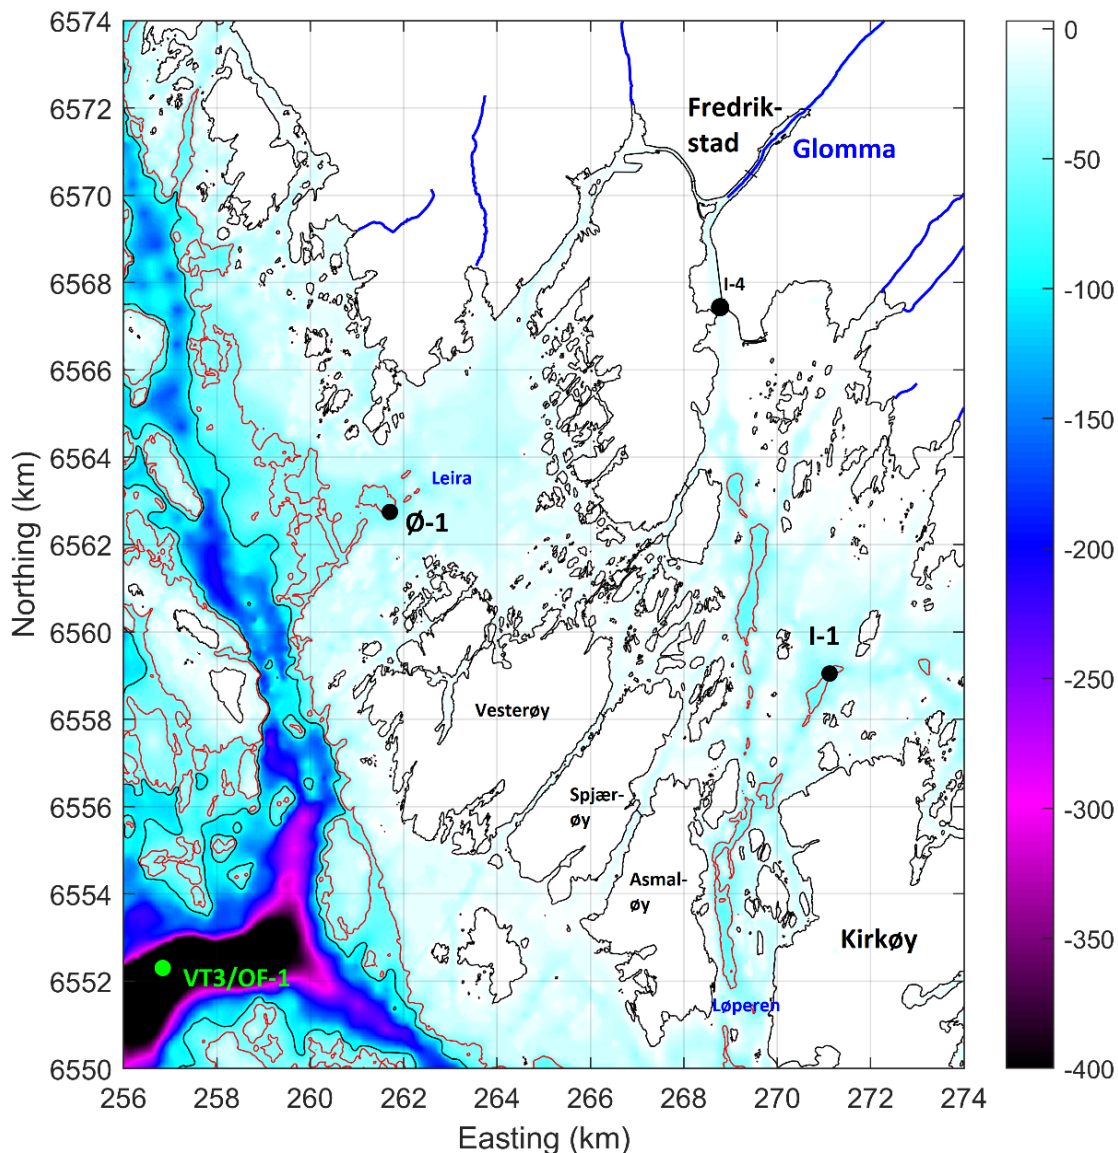 6574
6572
6570
6568
6566
6564
6562
6560
6558
6556
6554
6552
6550
Northing (km)
256
258
260
262
264
266
268
270
272
274
Easting (km)
0
-50
-100
-150
-200
-250
-300
-350
-400
Fredrik-
stad
Glomma
I-4
Leira
Ø-1
I-1
Vesterøy
Spjær-
øy
Asmal-
øy
Kirkøy
VT3/OF-1
Løperen